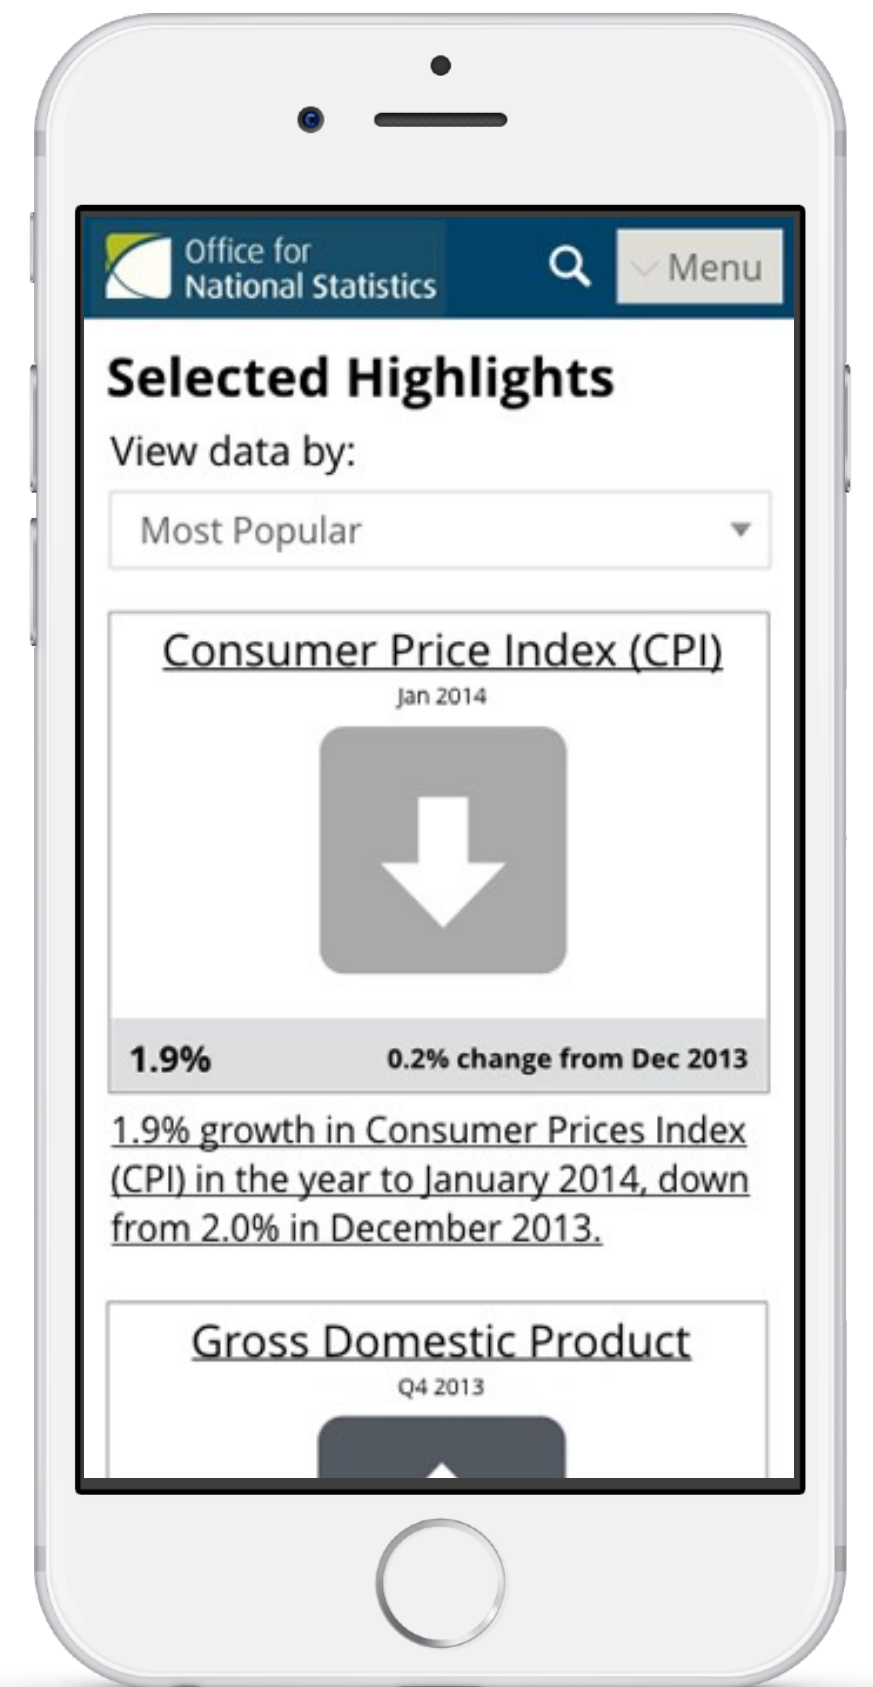 Office for
National Statistics
Menu
Selected Highlights
View data by:
Most Popular
Consumer Price Index (CPI)
Jan 2014
1.9%
0.2% change from Dec 2013
1.9% growth in Consumer Prices Index
(CPI) in the year to January 2014, down
from 2.0% in December 2013.
Gross Domestic Product
Q4 2013